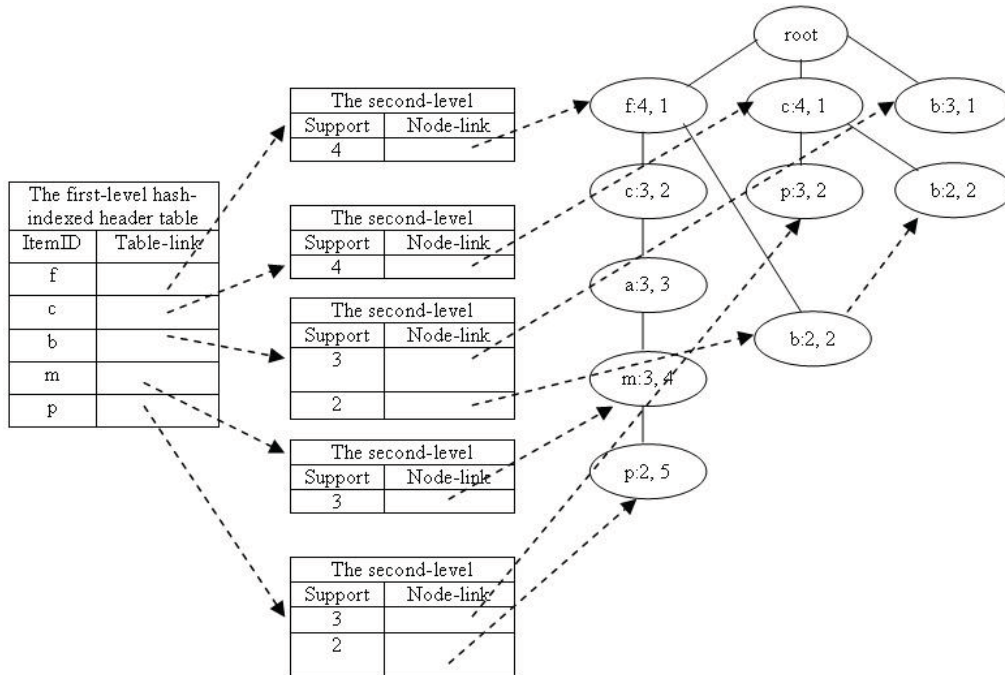 The first-level hash-
indexed header table
ItemID Table-link
f
c
b
m
p
The second-level
Support Node-link
4
The second-level
Support Node-link
4
The second-level
Support Node-link
3
2
The second-level
Support Node-link
3
The second-level
Support Node-link
3
2
root
f:4, 1 c:4, 1 b:3, 1
c:3, 2 p:3, 2 b:2, 2
a:3, 3
b:2, 2
m:3, 4
p:2, 5